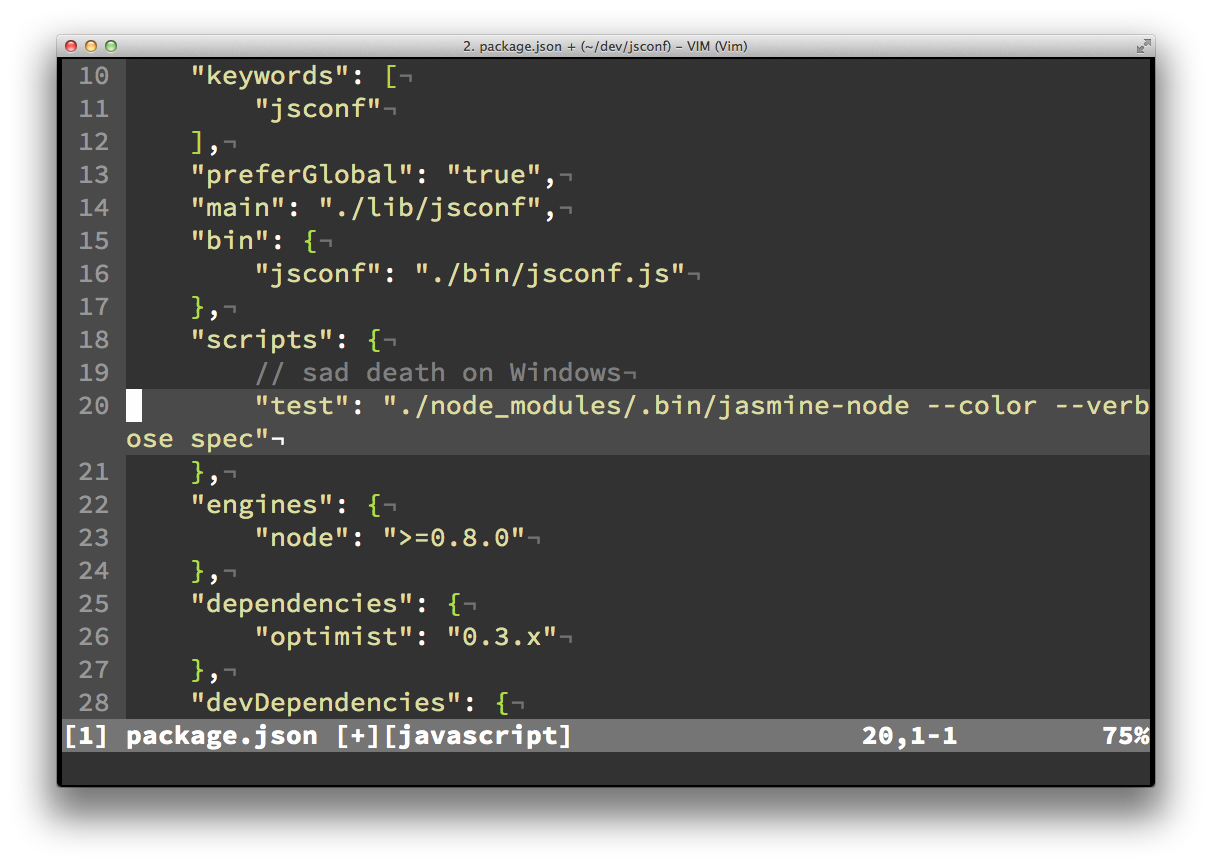 2. package.json + (~/dev/jsconf) – VIM (Vim)
10     "keywords": [¬
11         "jsconf"¬
12     ],¬
13     "preferGlobal": "true",¬
14     "main": "./lib/jsconf",¬
15     "bin": {¬
16         "jsconf": "./bin/jsconf.js"¬
17     },¬
18     "scripts": {¬
19         // sad death on Windows¬
20         "test": "./node_modules/.bin/jasmine-node --color --verb
ose spec"¬
21     },¬
22     "engines": {¬
23         "node": ">=0.8.0"¬
24     },¬
25     "dependencies": {¬
26         "optimist": "0.3.x"¬
27     },¬
28     "devDependencies": {¬
[1] package.json [+][javascript] 20,1-1 75%